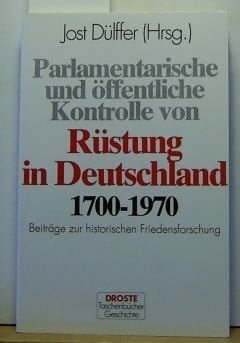 Jost Dülffer (Hrsg.)
Parlamentarische
und öffentliche
Kontrolle von
Rüstung
in Deutschland
1700-1970
Beiträge zur historischen Friedensforschung
DROSTE
Taschenbücher
Geschichte